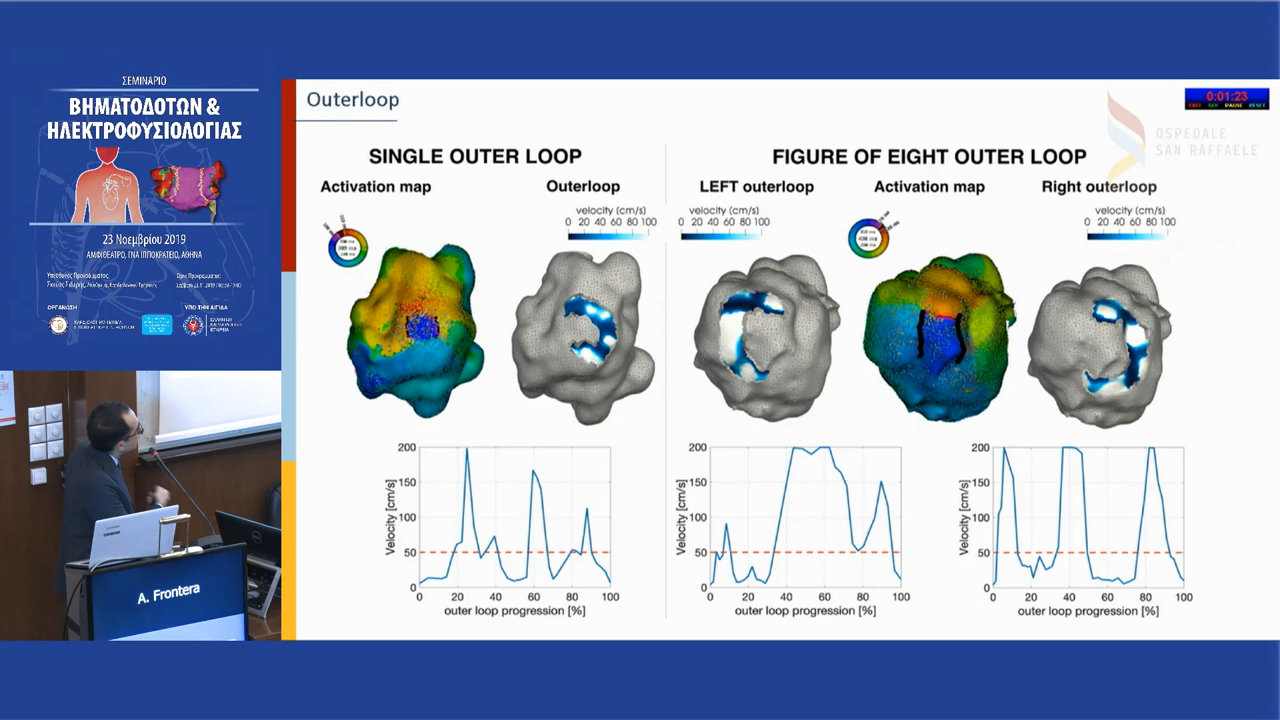 ΣΕΜΙΝΑΡΙΟ
ΒΗΜΑΤΟΔΟΤΩΝ &
ΗΛΕΚΤΡΟΦΥΣΙΟΛΟΓΙΑΣ
23 Νοεμβρίου 2019
ΑΜΦΙΘΕΑΤΡΟ, ΓΝΑ ΙΠΠΟΚΡΑΤΕΙΟ, ΑΘΗΝΑ
ΟΡΓΑΝΩΣΗ
ΥΠΟ ΤΗΝ ΑΙΓΙΔΑ
A. Frontera
Outerloop
0:01:23
PAUSE
OSPEDALE
SAN RAFFAELE
SINGLE OUTER LOOP
Activation map
Outerloop
velocity (cm/s)
0 20 40 60 80 100
FIGURE OF EIGHT OUTER LOOP
LEFT outerloop
Activation map
Right outerloop
velocity (cm/s)
0 20 40 60 80 100
velocity (cm/s)
0 20 40 60 80 100
Velocity [cm/s]
200
150
100
50
0
0 20 40 60 80 100
outer loop progression [%]
Velocity [cm/s]
200
150
100
50
0
0 20 40 60 80 100
outer loop progression [%]
Velocity [cm/s]
200
150
100
50
0
0 20 40 60 80 100
outer loop progression [%]